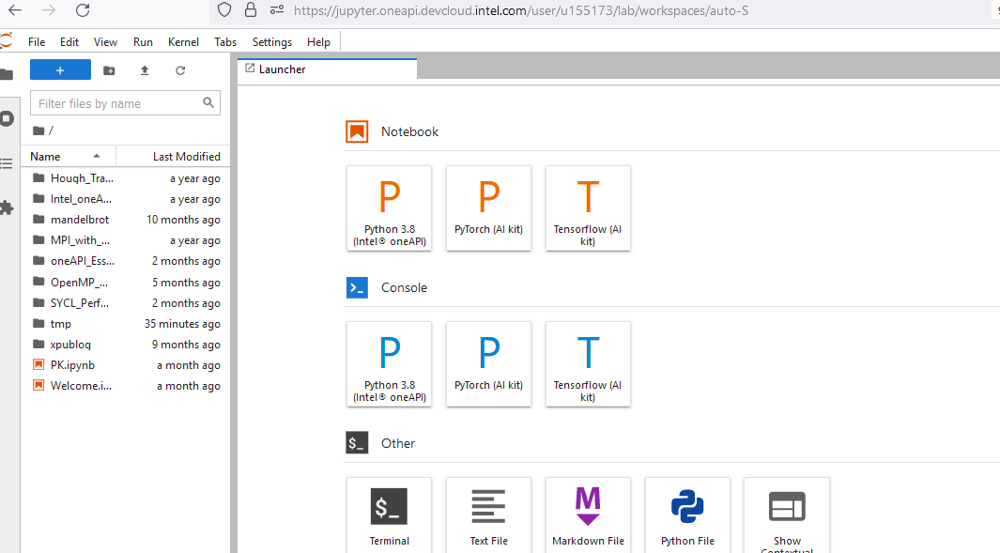 https://jupyter.oneapi.devcloud.intel.com/user/u155173/lab/workspaces/auto-S
File Edit View Run Kernel Tabs Settings Help
+
Filter files by name
/
Name Last Modified
Hough_Tra... a year ago
Intel_oneA... a year ago
mandelbrot 10 months ago
MPI_with_... a year ago
oneAPI_Ess... 2 months ago
OpenMP_... 5 months ago
SYCL_Perf... 2 months ago
tmp 35 minutes ago
xpublog 9 months ago
PK.ipynb a month ago
Welcome.i... a month ago
Launcher
Notebook
P P T
Python 3.8 PyTorch (AI kit) Tensorflow (AI
(Intel® oneAPI) kit)
Console
P P T
Python 3.8 PyTorch (AI kit) Tensorflow (AI
(Intel® oneAPI) kit)
$_ Other
$_ M
Terminal Text File Markdown File Python File Show
Contextual